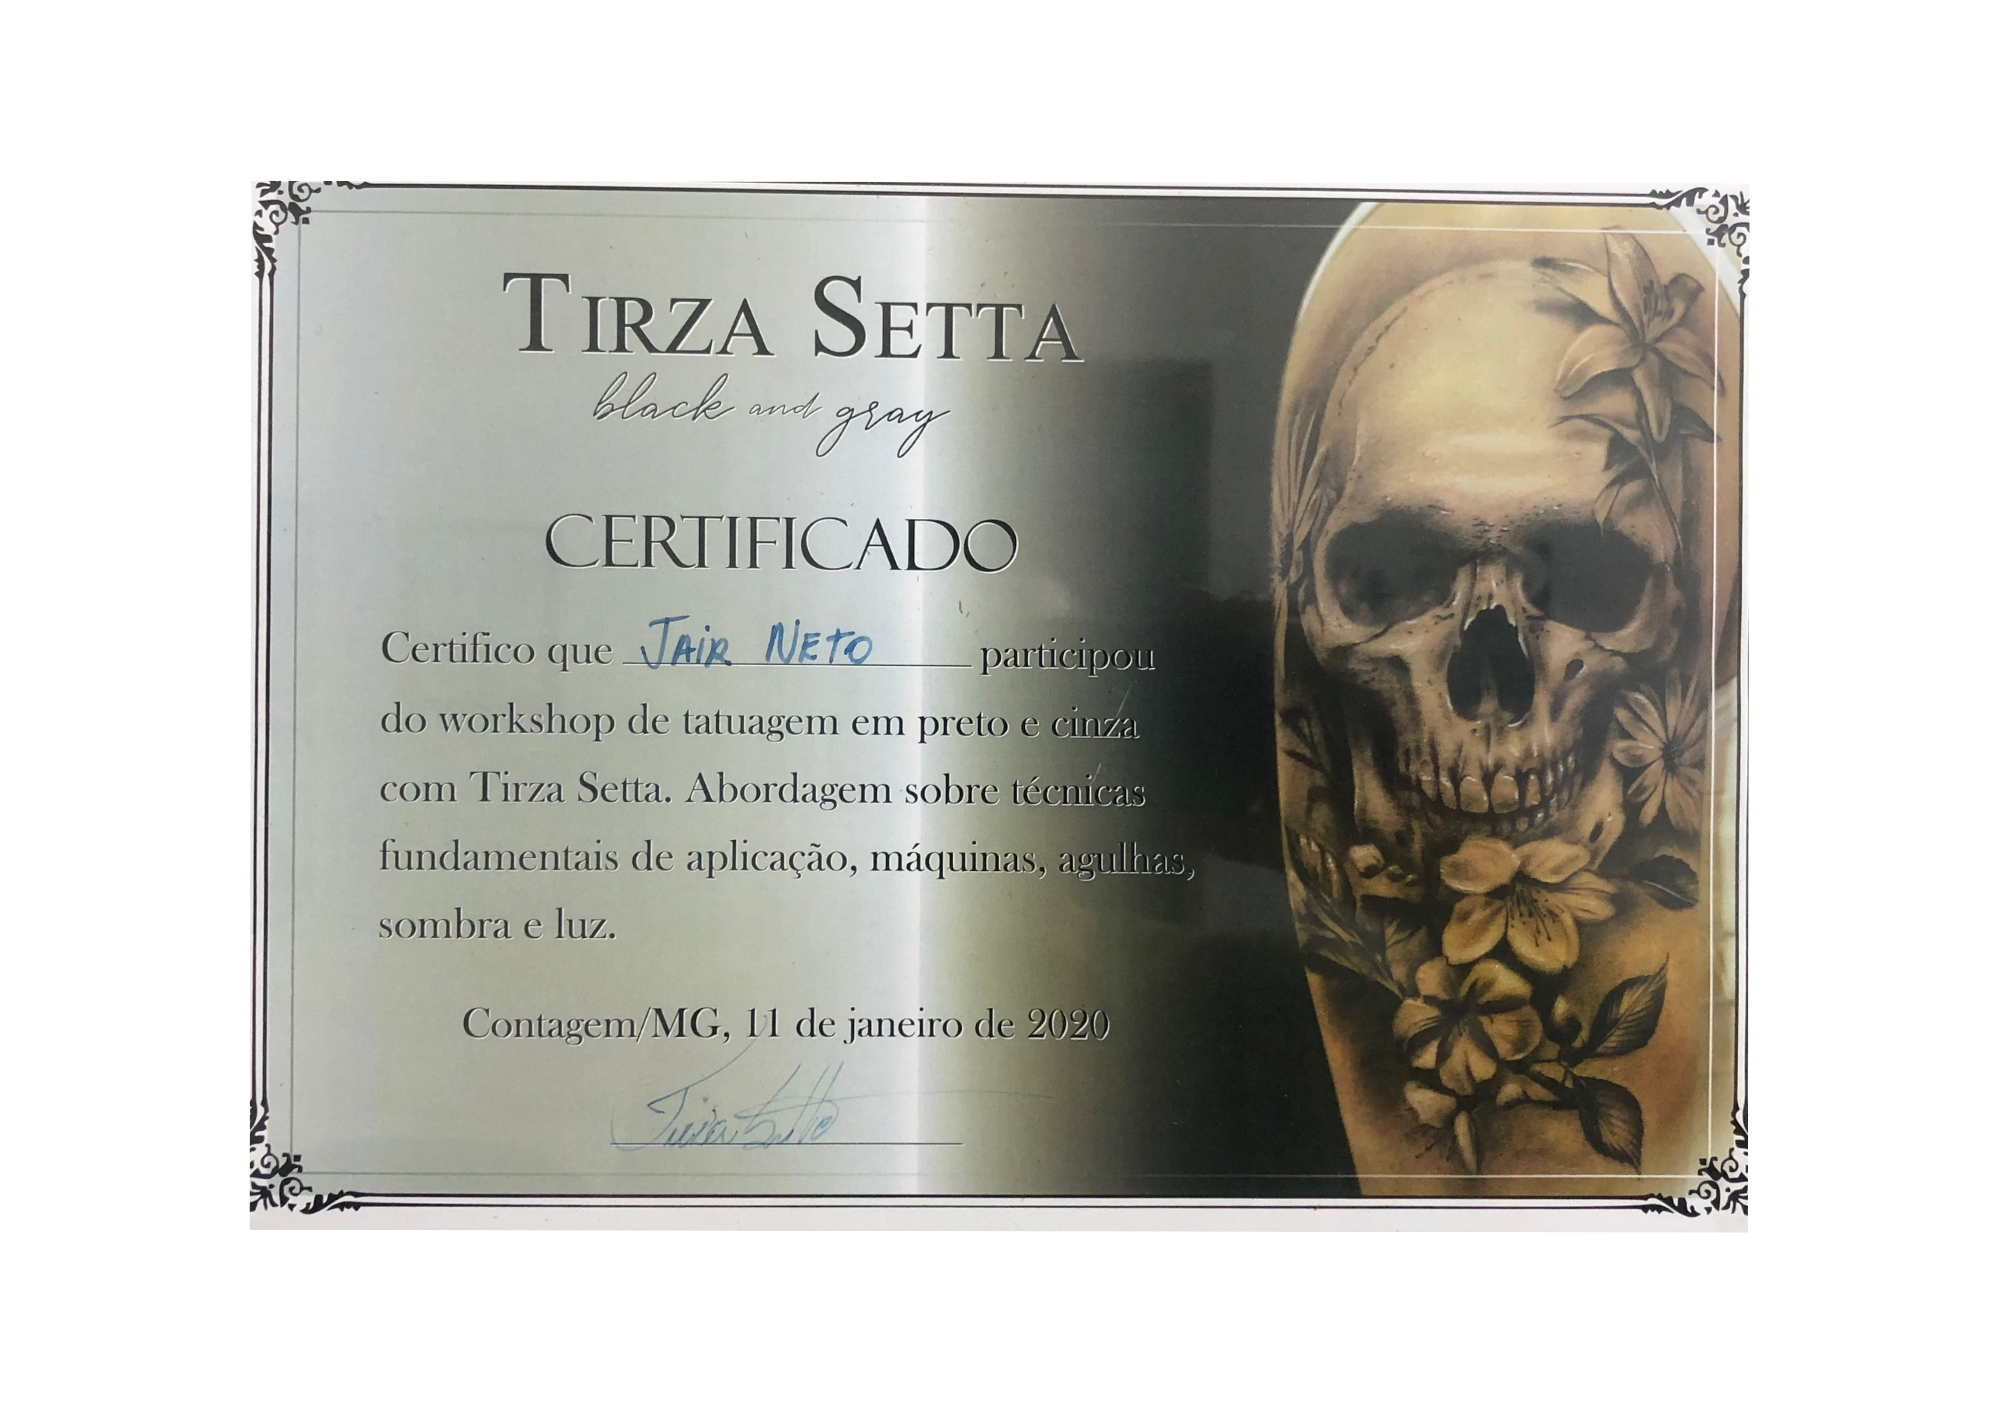 TIRZA SETTA
black and gray
CERTIFICADO
Certifico que JAIR NETO participou
do workshop de tatuagem em preto e cinza
com Tirza Setta. Abordagem sobre técnicas
fundamentais de aplicação, máquinas, agulhas,
sombra e luz.
Contagem/MG, 11 de janeiro de 2020
Tirza Setta